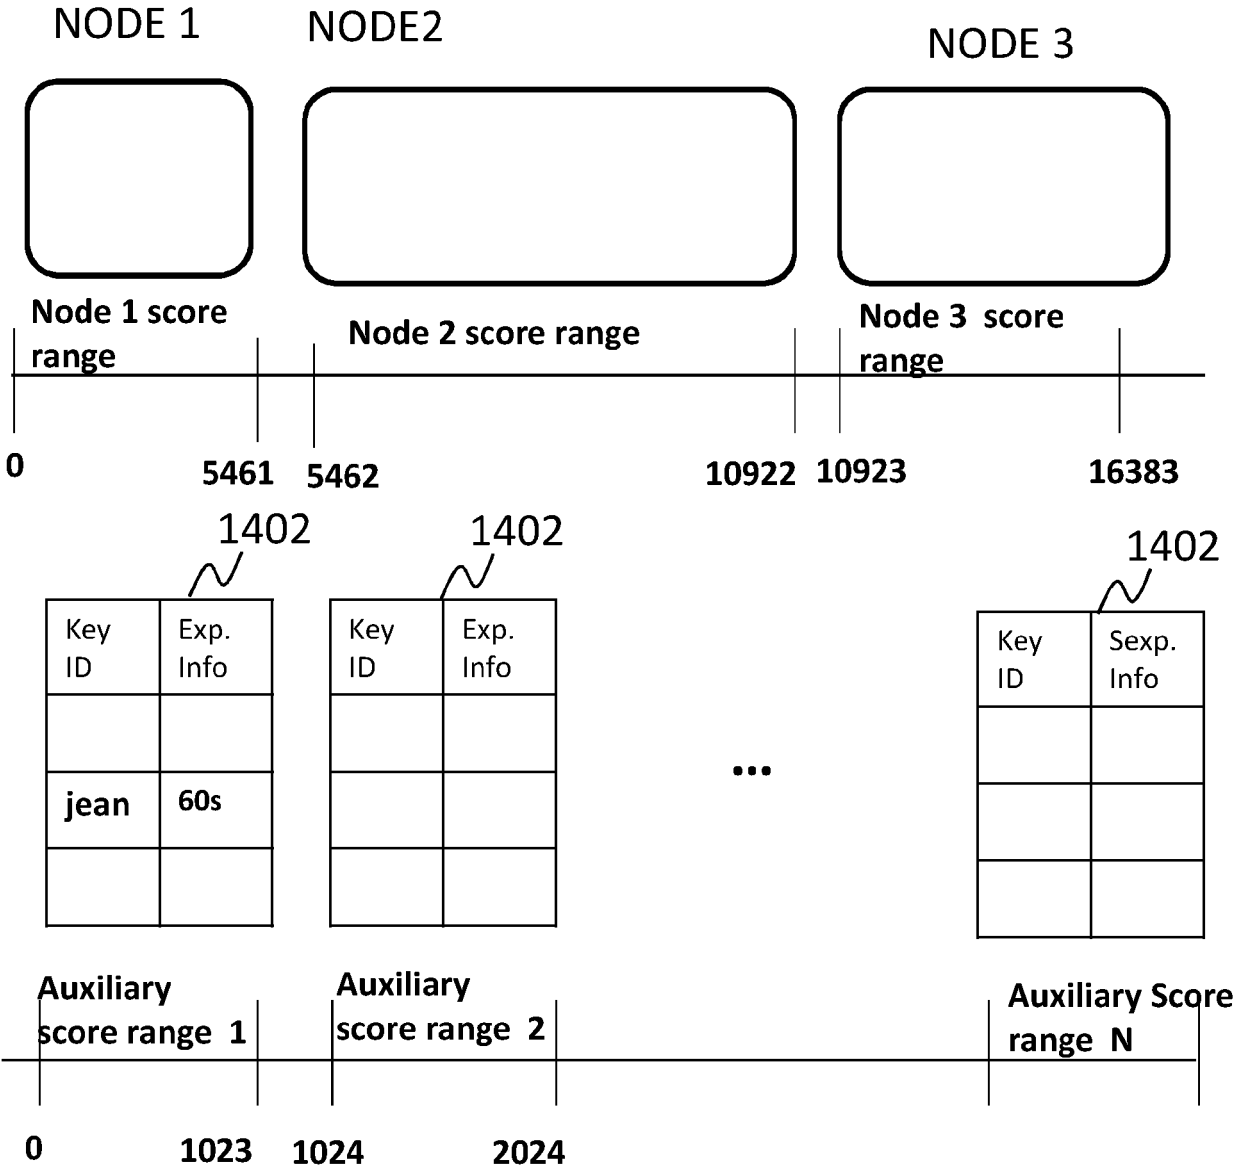 NODE 1
NODE2
NODE 3
Node 1 score
range
Node 2 score range
Node 3 score
range
0
5461
5462
10922
10923
16383
1402
1402
1402
Key
ID
Exp.
Info
jean
60s
Key
ID
Exp.
Info
...
Key
ID
Sexp.
Info
Auxiliary
score range 1
Auxiliary
score range 2
Auxiliary Score
range N
0
1023
1024
2024